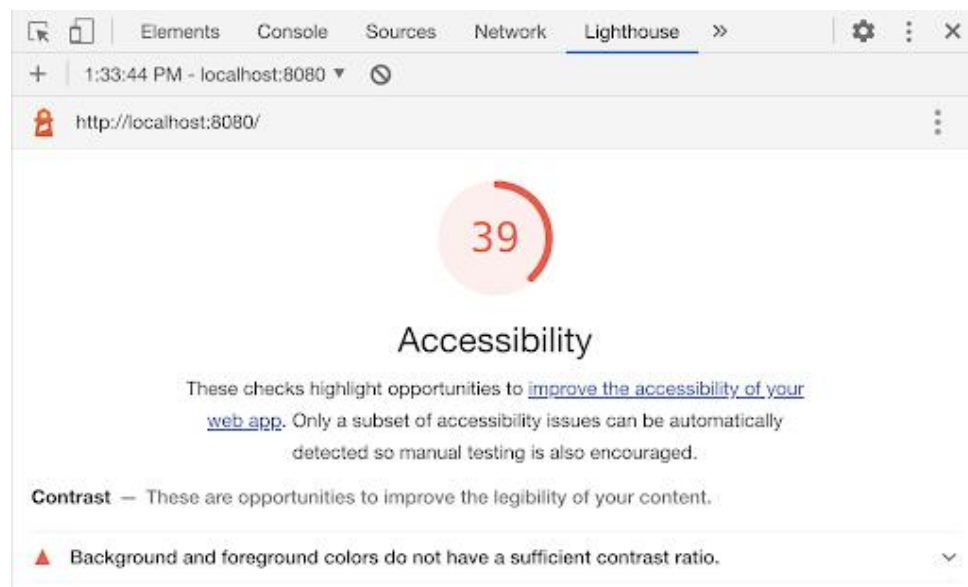 Elements Console Sources Network Lighthouse »
1:33:44 PM - localhost:8080 ▼
http://localhost:8080/
39
Accessibility
These checks highlight opportunities to improve the accessibility of your
web app. Only a subset of accessibility issues can be automatically
detected so manual testing is also encouraged.
Contrast — These are opportunities to improve the legibility of your content.
Background and foreground colors do not have a sufficient contrast ratio.